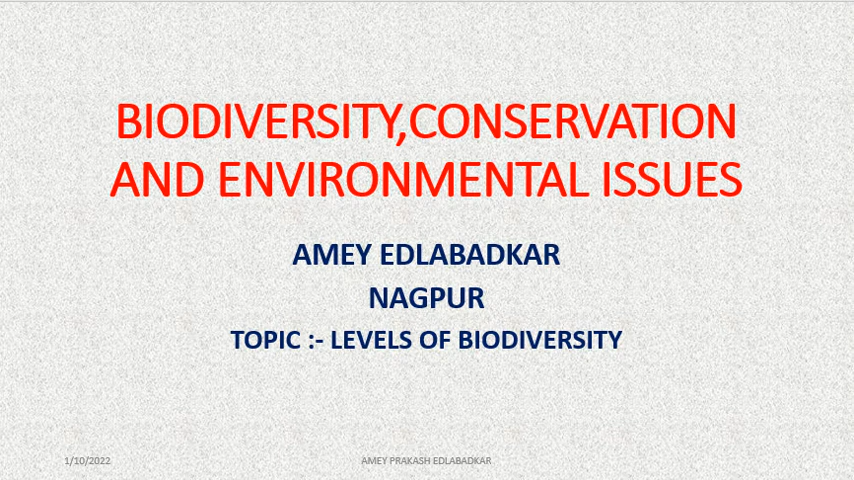 BIODIVERSITY,CONSERVATION
AND ENVIRONMENTAL ISSUES
AMEY EDLABADKAR
NAGPUR
TOPIC :- LEVELS OF BIODIVERSITY
1/10/2022
AMEY PRAKASH EDLABADKAR